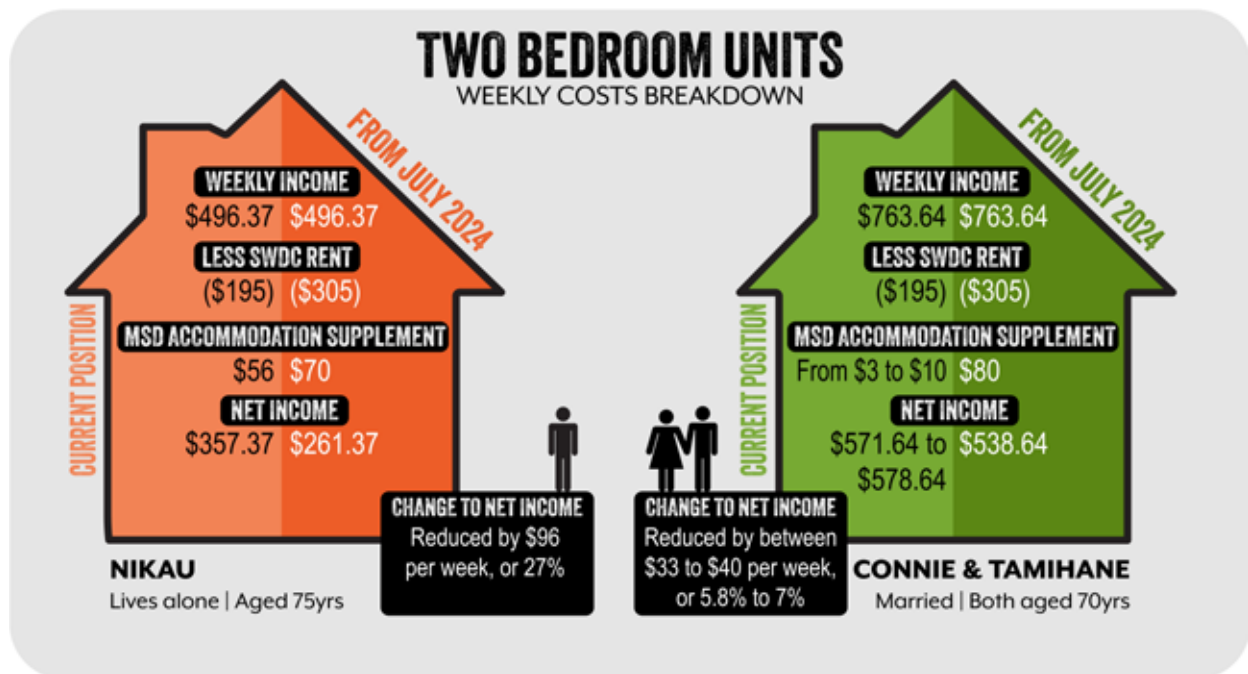 TWO BEDROOM UNITS
WEEKLY COSTS BREAKDOWN
CURRENT POSITION
FROM JULY 2024
WEEKLY INCOME
$496.37 $496.37
LESS SWDC RENT
($195) ($305)
MSD ACCOMMODATION SUPPLEMENT
$56 $70
NET INCOME
$357.37 $261.37
CHANGE TO NET INCOME
Reduced by $96
per week, or 27%
NIKAU
Lives alone | Aged 75yrs
CURRENT POSITION
FROM JULY 2024
WEEKLY INCOME
$763.64 $763.64
LESS SWDC RENT
($195) ($305)
MSD ACCOMMODATION SUPPLEMENT
From $3 to $10 $80
NET INCOME
$571.64 to $538.64
$578.64
CHANGE TO NET INCOME
Reduced by between
$33 to $40 per week,
or 5.8% to 7%
CONNIE & TAMIHANE
Married | Both aged 70yrs